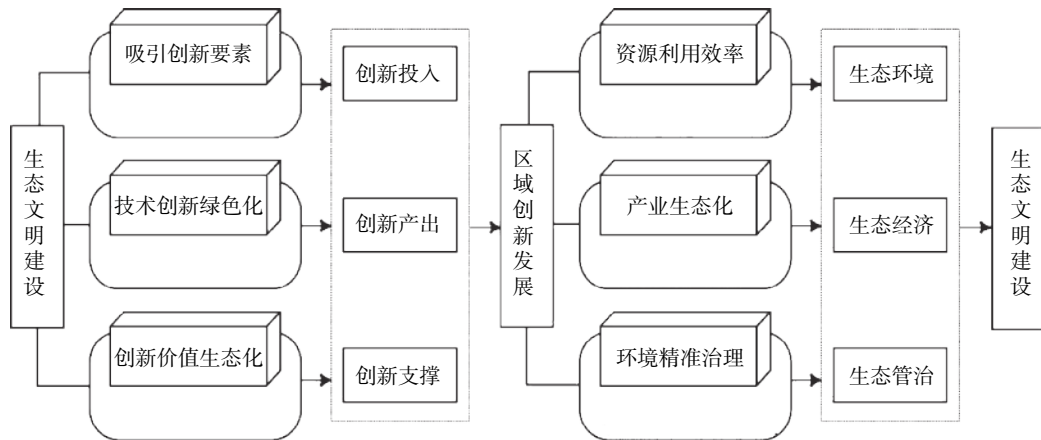 生态文明建设
吸引创新要素
技术创新绿色化
创新价值生态化
创新投入
创新产出
创新支撑
区域创新发展
资源利用效率
产业生态化
环境精准治理
生态环境
生态经济
生态管治
生态文明建设